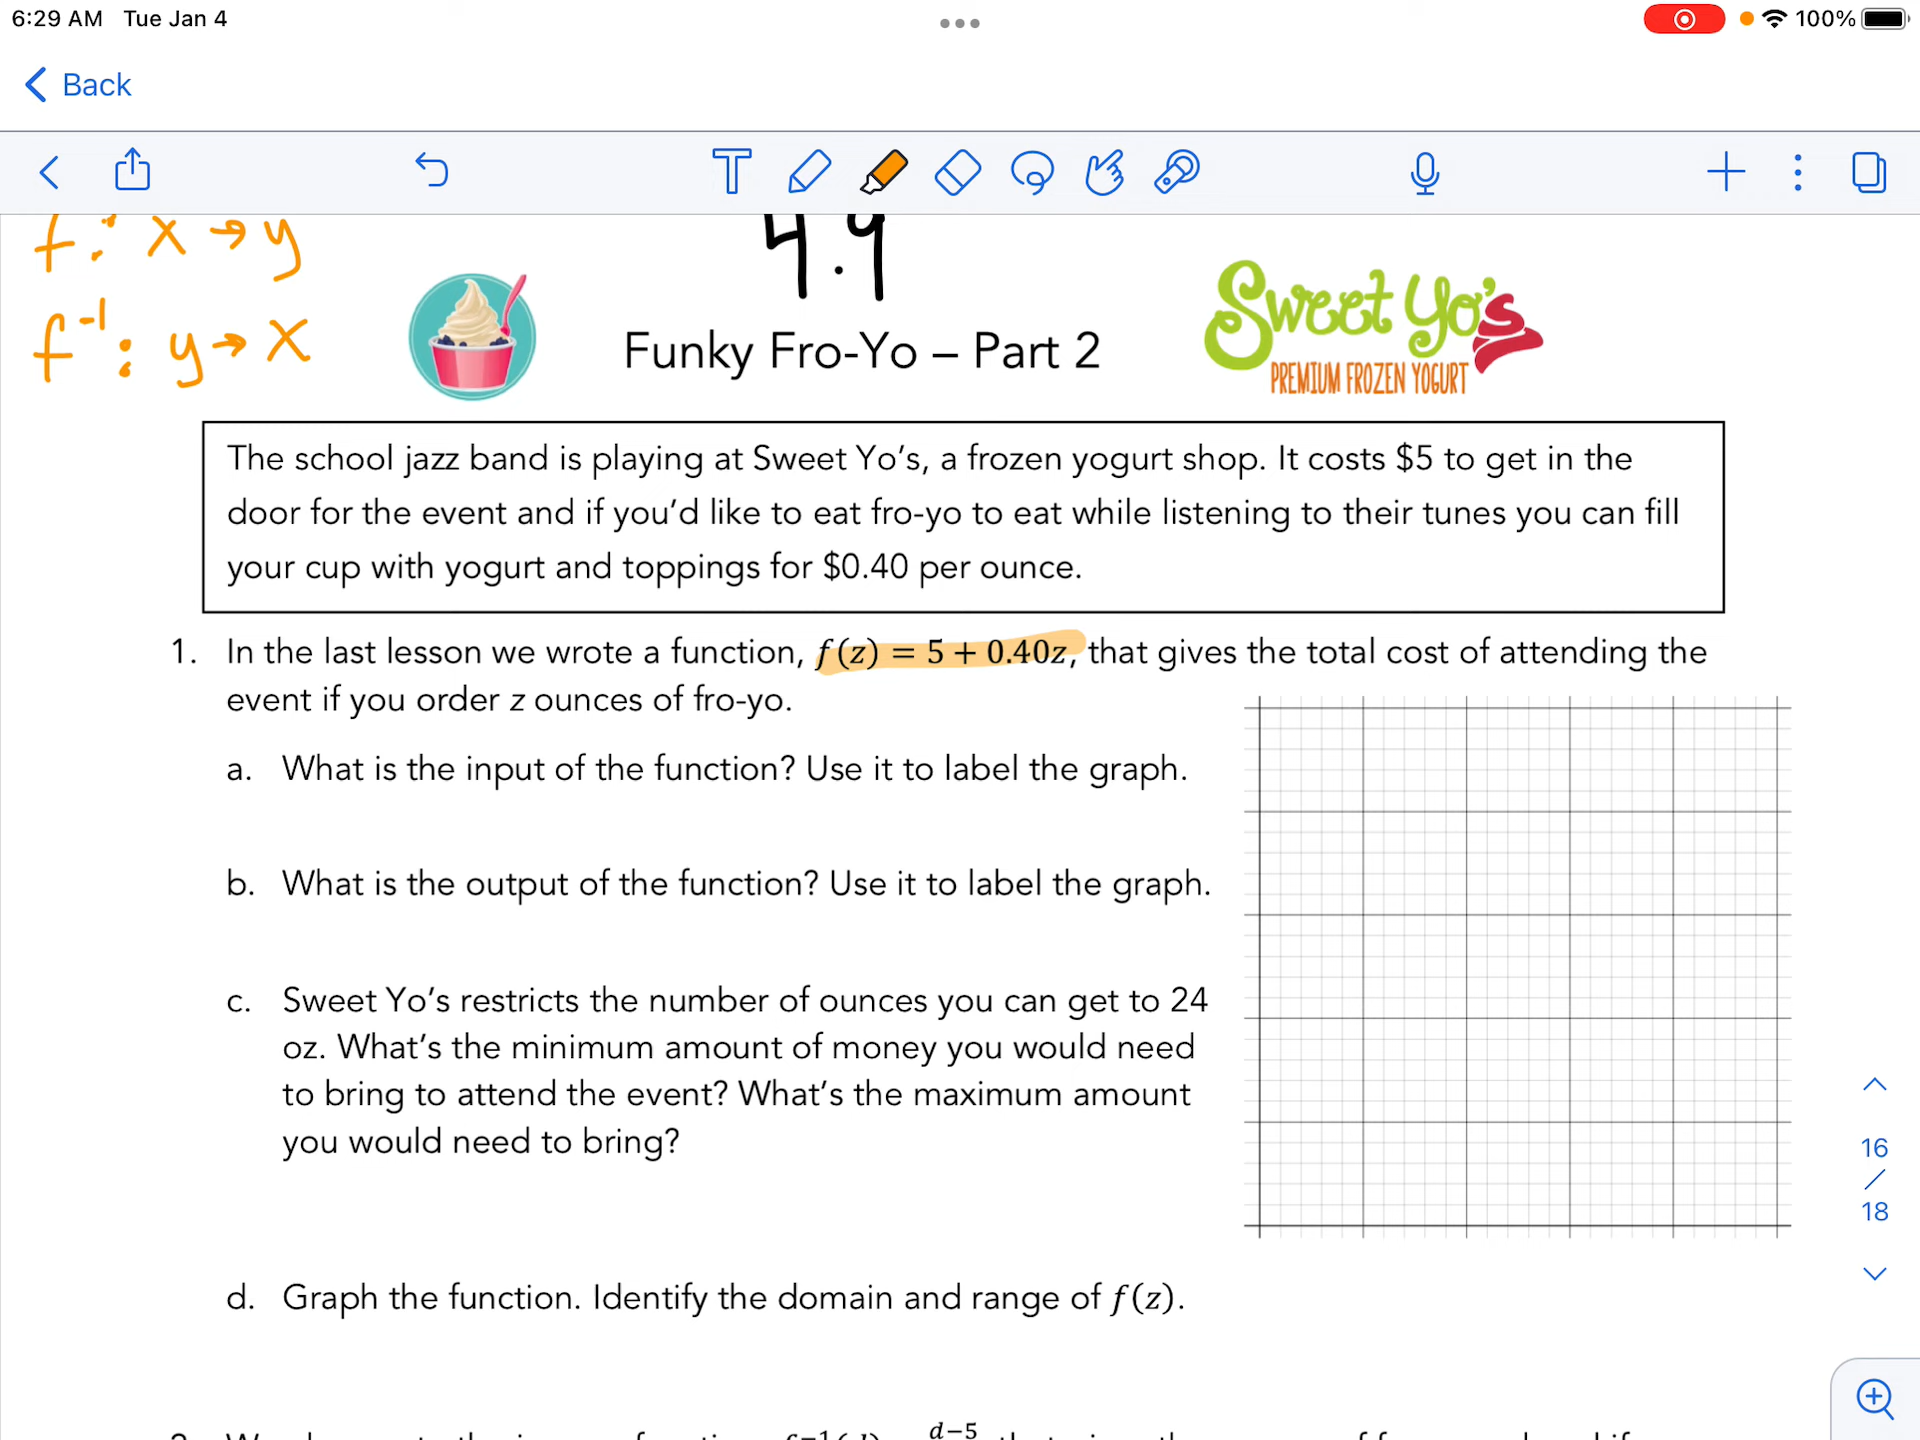 6:29 AM Tue Jan 4
100%
Back
f: x → y
f⁻¹: y → x
4.9
Sweet Yo's
PREMIUM FROZEN YOGURT
Funky Fro-Yo – Part 2
The school jazz band is playing at Sweet Yo's, a frozen yogurt shop. It costs $5 to get in the
door for the event and if you'd like to eat fro-yo to eat while listening to their tunes you can fill
your cup with yogurt and toppings for $0.40 per ounce.
1. In the last lesson we wrote a function, f(z) = 5 + 0.40z, that gives the total cost of attending the
event if you order z ounces of fro-yo.
a. What is the input of the function? Use it to label the graph.
b. What is the output of the function? Use it to label the graph.
c. Sweet Yo's restricts the number of ounces you can get to 24
oz. What's the minimum amount of money you would need
to bring to attend the event? What's the maximum amount
you would need to bring?
d. Graph the function. Identify the domain and range of f(z).
16
/
18
d−5